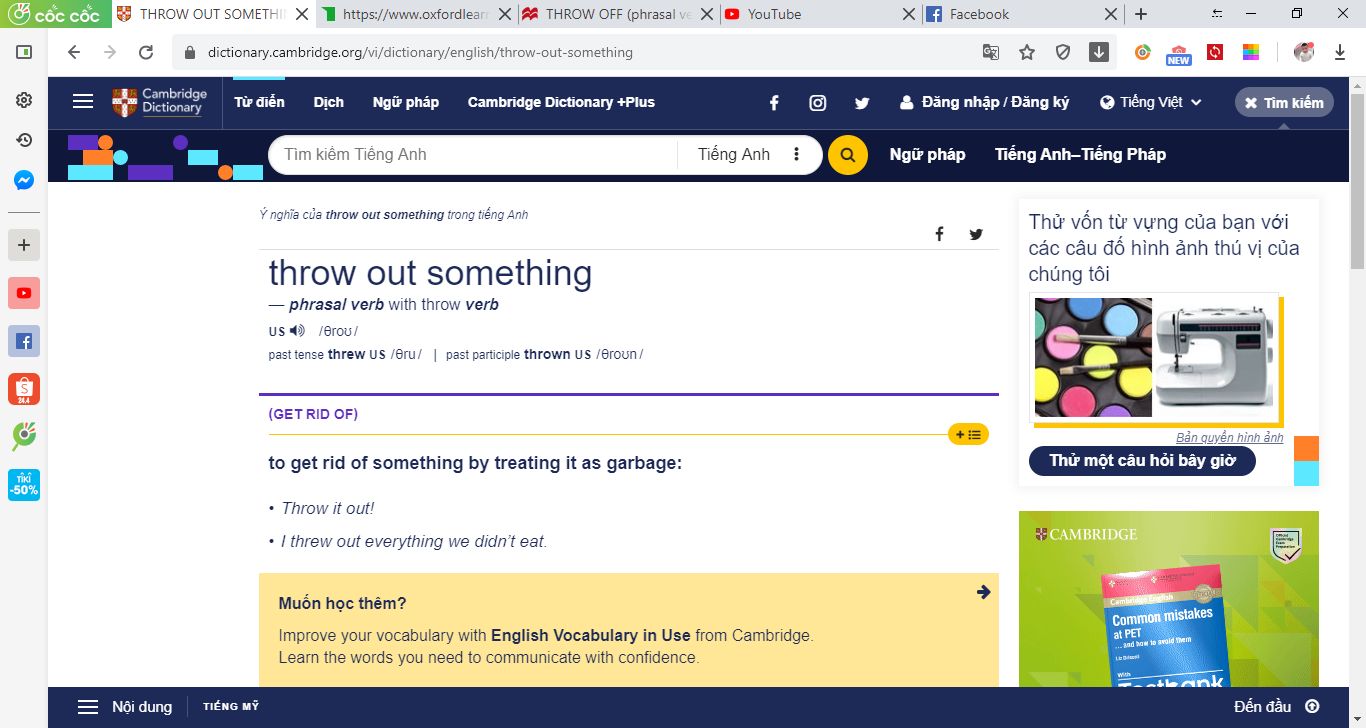 cốc cốc
THROW OUT SOMETHIN
https://www.oxfordlearn
THROW OFF (phrasal ve
YouTube
Facebook
dictionary.cambridge.org/vi/dictionary/english/throw-out-something
NEW
Cambridge
Dictionary
Từ điển
Dịch
Ngữ pháp
Cambridge Dictionary +Plus
Đăng nhập / Đăng ký
Tiếng Việt
Tìm kiếm
Tìm kiếm Tiếng Anh
Tiếng Anh
Ngữ pháp
Tiếng Anh–Tiếng Pháp
24.4
TIKI
-50%
Ý nghĩa của throw out something trong tiếng Anh
throw out something
— phrasal verb with throw verb
US /θroʊ/
past tense threw US /θru/ | past participle thrown US /θroʊn/
(GET RID OF)
to get rid of something by treating it as garbage:
• Throw it out!
• I threw out everything we didn't eat.
Muốn học thêm?
Improve your vocabulary with English Vocabulary in Use from Cambridge.
Learn the words you need to communicate with confidence.
Thử vốn từ vựng của bạn với
các câu đố hình ảnh thú vị của
chúng tôi
Bản quyền hình ảnh
Thử một câu hỏi bây giờ
CAMBRIDGE
Cambridge English
Common mistakes
at PET
... and how to avoid them
Liz Driscoll
With
Testbank
Nội dung
TIẾNG MỸ
Đến đầu